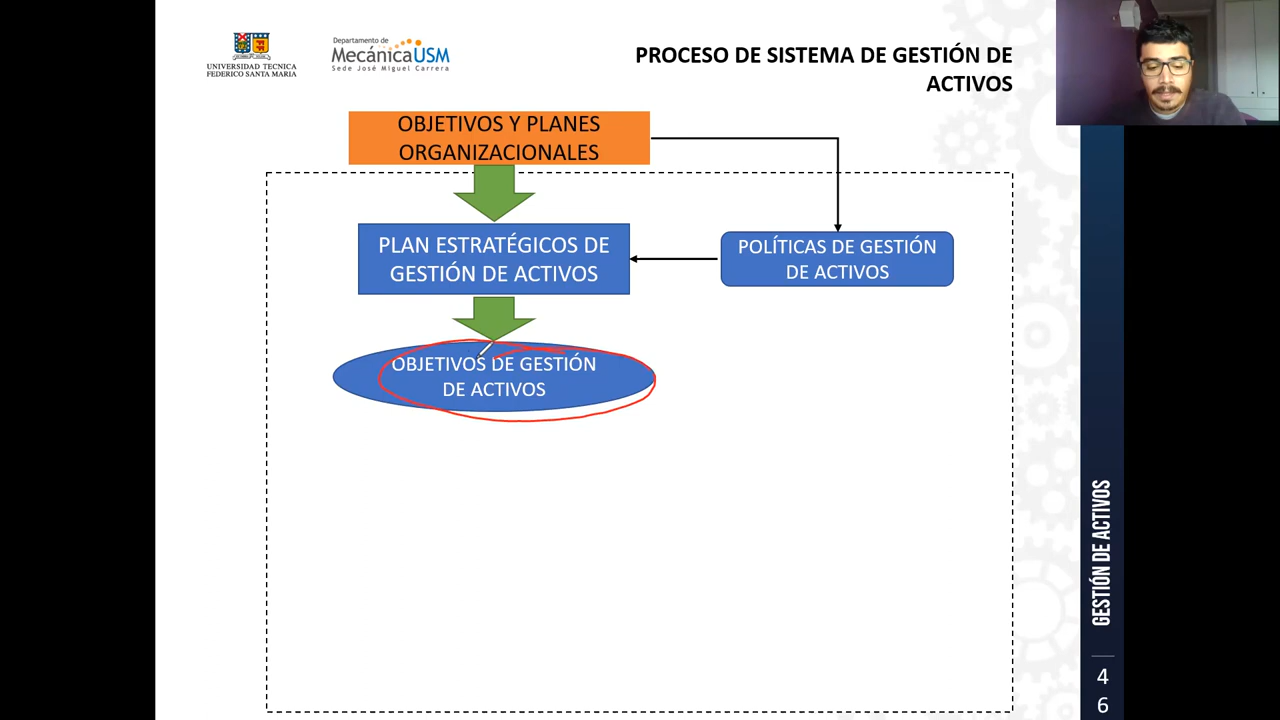 UNIVERSIDAD TECNICA
FEDERICO SANTA MARIA
Departamento de
MecánicaUSM
Sede José Miguel Carrera
PROCESO DE SISTEMA DE GESTIÓN DE
ACTIVOS
OBJETIVOS Y PLANES
ORGANIZACIONALES
PLAN ESTRATÉGICOS DE
GESTIÓN DE ACTIVOS
POLÍTICAS DE GESTIÓN
DE ACTIVOS
OBJETIVOS DE GESTIÓN
DE ACTIVOS
GESTIÓN DE ACTIVOS
4
6